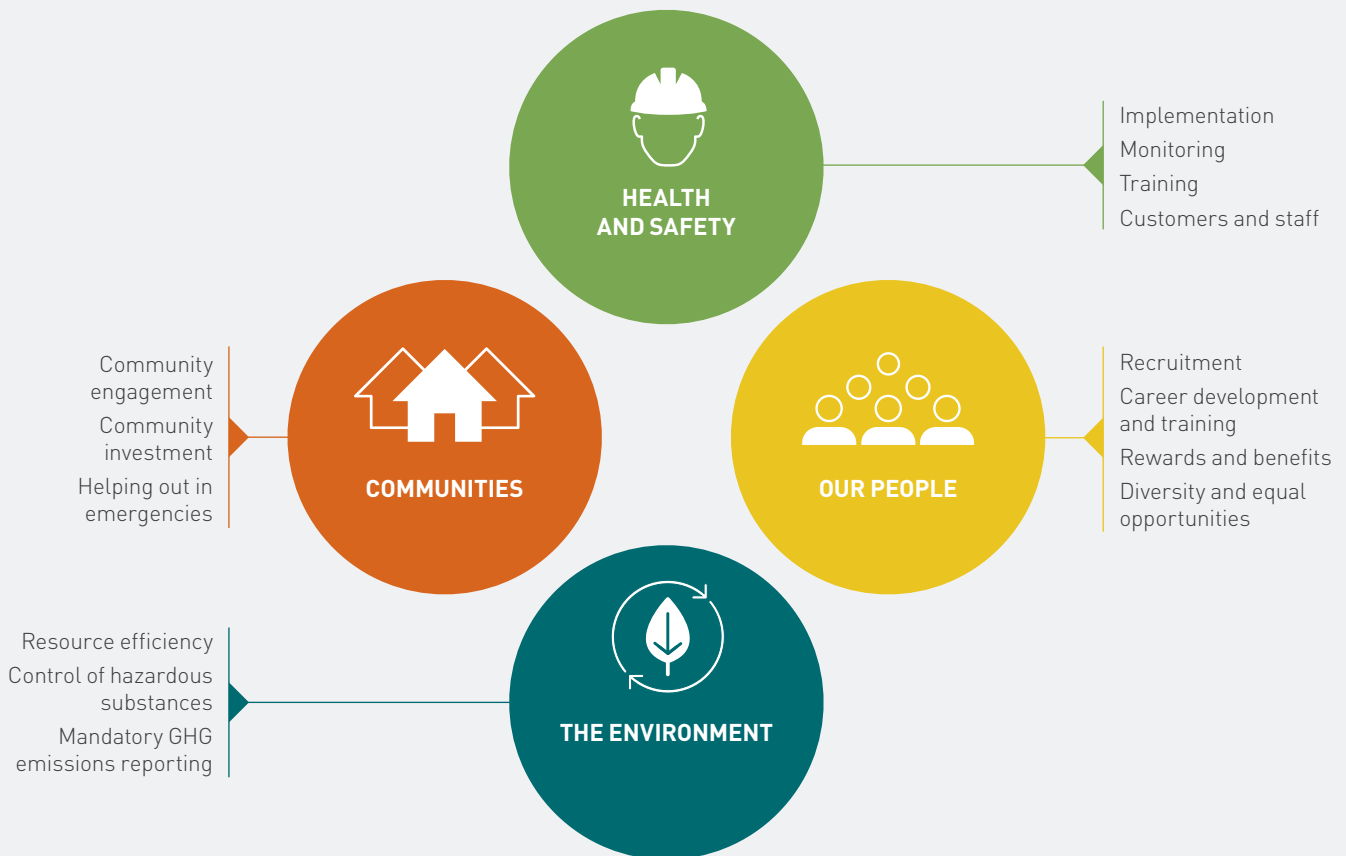 HEALTH
AND SAFETY
Implementation
Monitoring
Training
Customers and staff
Community
engagement
Community
investment
Helping out in
emergencies
COMMUNITIES
OUR PEOPLE
Recruitment
Career development
and training
Rewards and benefits
Diversity and equal
opportunities
Resource efficiency
Control of hazardous
substances
Mandatory GHG
emissions reporting
THE ENVIRONMENT